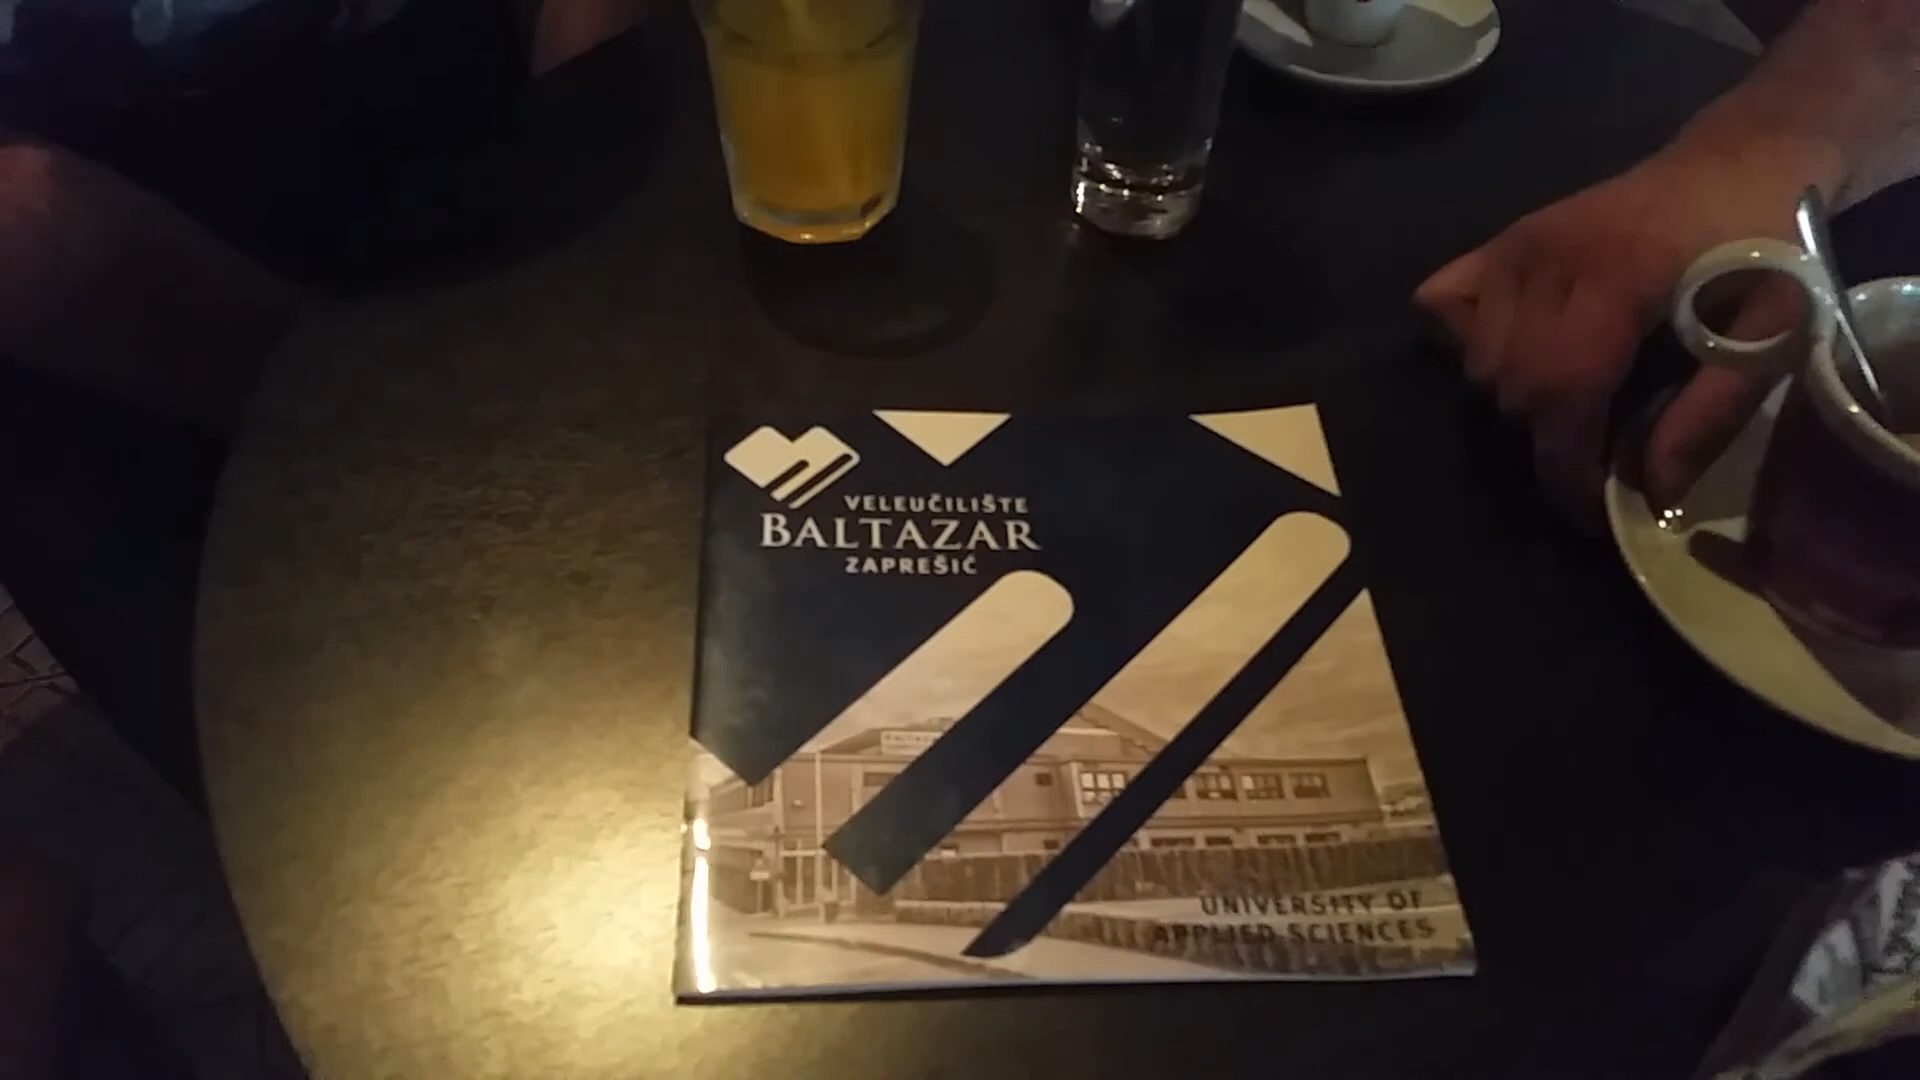 VELEUČILIŠTE
BALTAZAR
ZAPREŠIĆ
UNIVERSITY OF
APPLIED SCIENCES